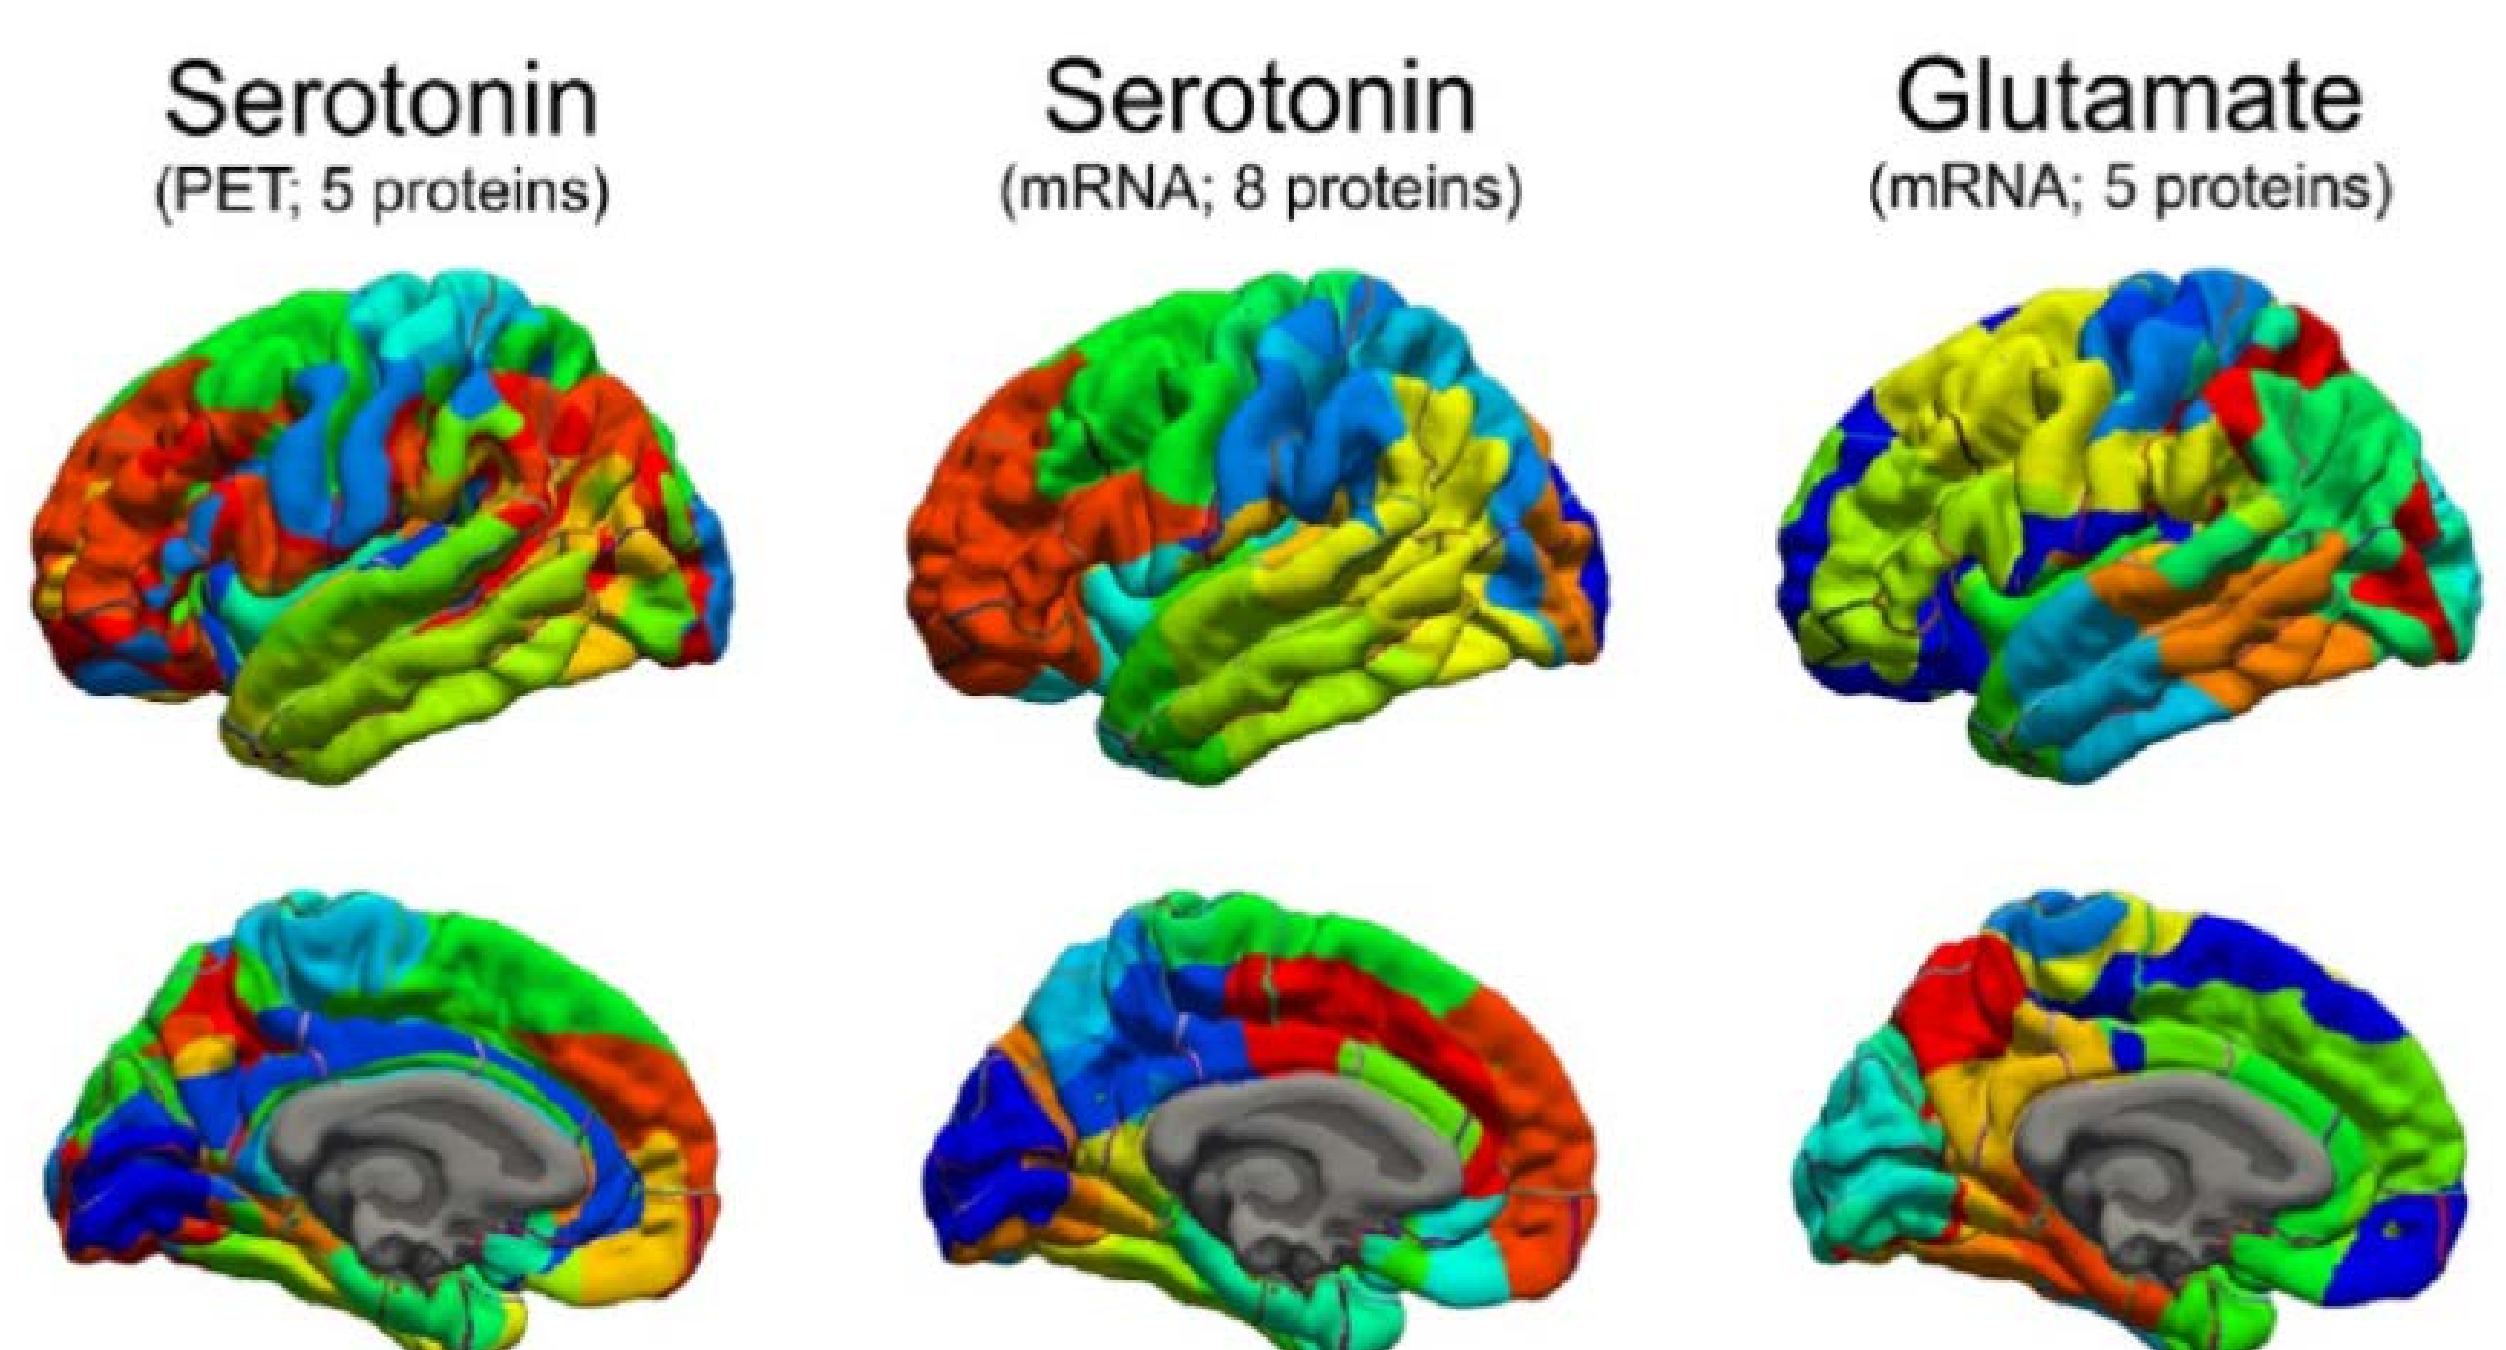 Serotonin
(PET; 5 proteins)
Serotonin
(mRNA; 8 proteins)
Glutamate
(mRNA; 5 proteins)